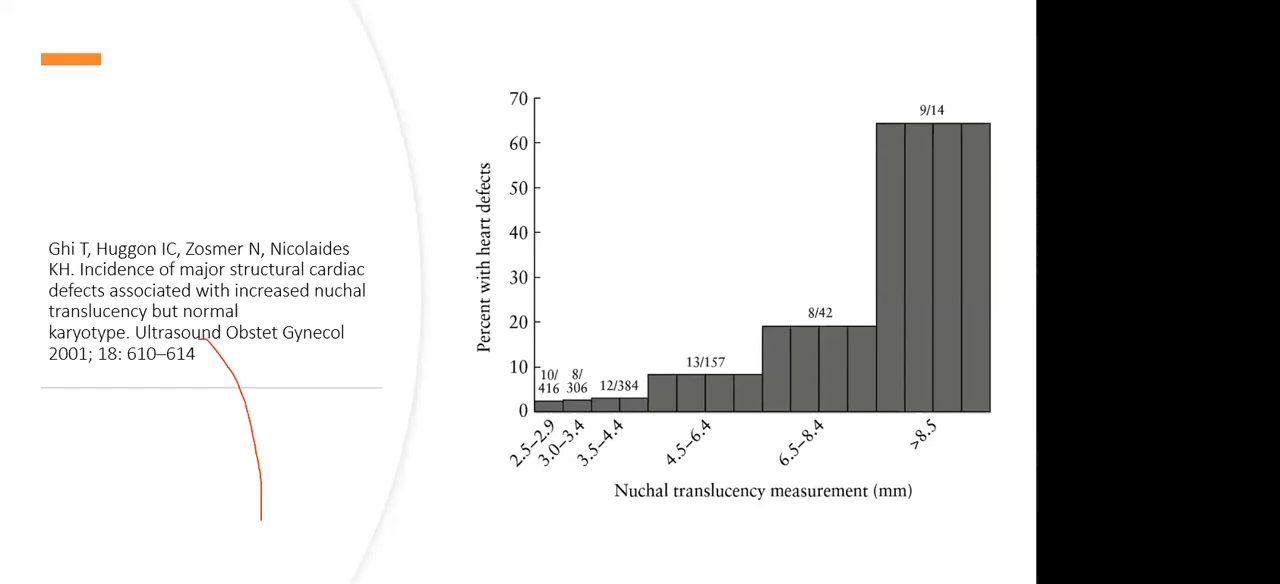 Ghi T, Huggon IC, Zosmer N, Nicolaides
KH. Incidence of major structural cardiac
defects associated with increased nuchal
translucency but normal
karyotype. Ultrasound Obstet Gynecol
2001; 18: 610–614
Percent with heart defects
70
60
50
40
30
20
10
0
10/
416
8/
306
12/384
13/157
8/42
9/14
2.5–2.9
3.0–3.4
3.5–4.4
4.5–6.4
6.5–8.4
>8.5
Nuchal translucency measurement (mm)